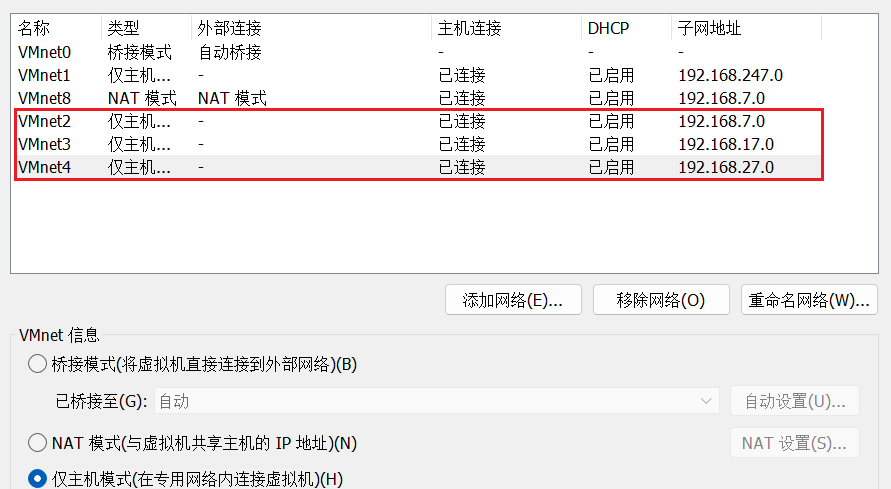 名称 类型 外部连接 主机连接 DHCP 子网地址
VMnet0 桥接模式 自动桥接 - - -
VMnet1 仅主机... - 已连接 已启用 192.168.247.0
VMnet8 NAT 模式 NAT 模式 已连接 已启用 192.168.7.0
VMnet2 仅主机... - 已连接 已启用 192.168.7.0
VMnet3 仅主机... - 已连接 已启用 192.168.17.0
VMnet4 仅主机... - 已连接 已启用 192.168.27.0
添加网络(E)... 移除网络(O) 重命名网络(W)...
VMnet 信息
桥接模式(将虚拟机直接连接到外部网络)(B)
已桥接至(G): 自动 自动设置(U)...
NAT 模式(与虚拟机共享主机的 IP 地址)(N) NAT 设置(S)...
仅主机模式(在专用网络内连接虚拟机)(H)